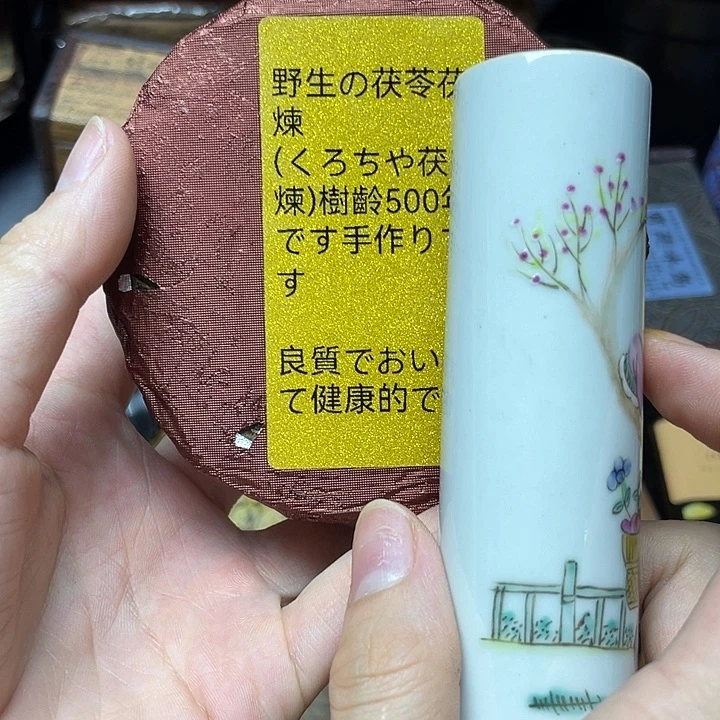 野生の茯苓茯
煉
(くろちや茯
煉)樹齢500年
です手作りで
す
良質でおい
て健康的で